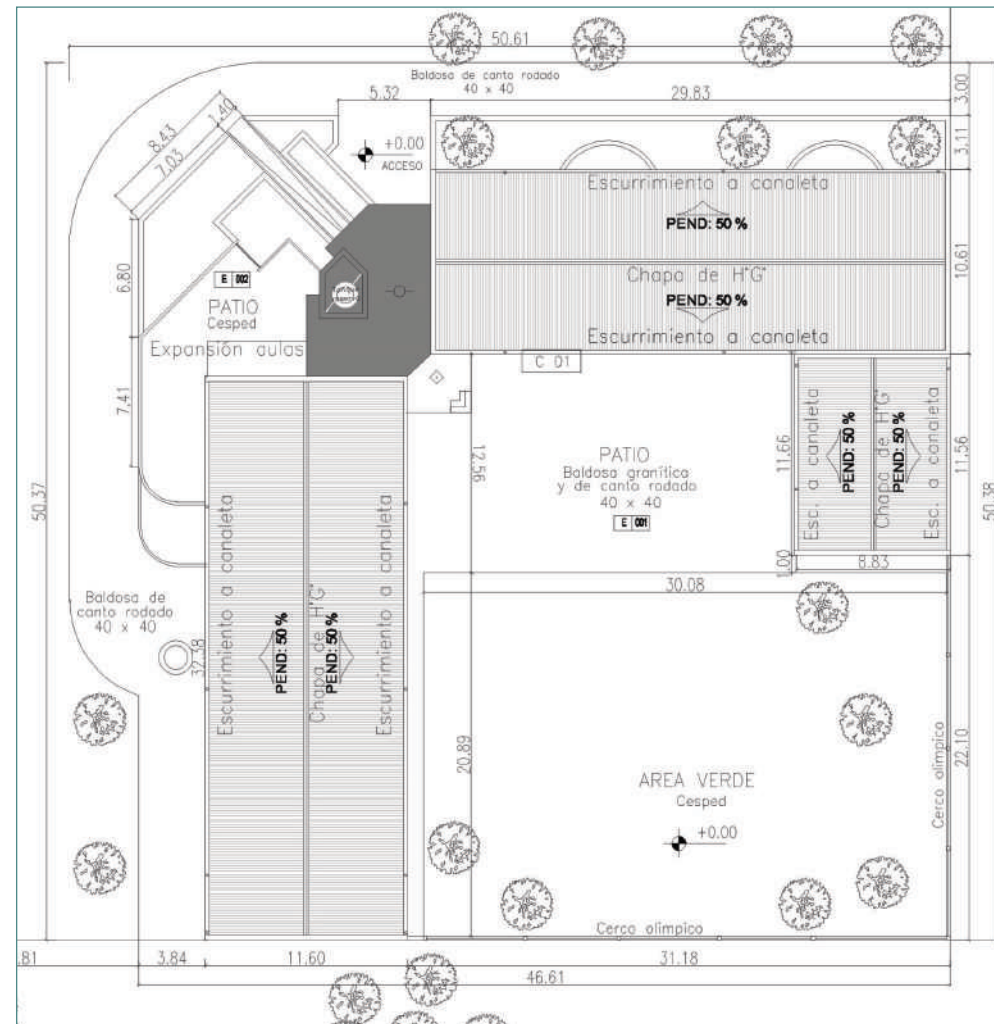 50.61
Baldosa de canto rodado
40 x 40
5.32
29.83
3.00
1.40
8.43
7.03
+0.00
ACCESO
3.11
Escurrimiento a canaleta
PEND: 50 %
10.61
Chapa de H°G°
PEND: 50 %
Escurrimiento a canaleta
6.80
E 002
PATIO
Cesped
Expansión aulas
C 01
7.41
12.56
PATIO
Baldosa granítica
y de canto rodado
40 x 40
E 001
11.66
Esc. a canaleta
PEND: 50 %
Chapa de H°G°
PEND: 50 %
Esc. a canaleta
11.56
50.37
50.38
1.00
8.83
30.08
Baldosa de
canto rodado
40 x 40
32.38
Escurrimiento a canaleta
PEND: 50 %
Chapa de H°G°
PEND: 50 %
Escurrimiento a canaleta
20.89
AREA VERDE
Cesped
+0.00
Cerco olimpico
22.10
Cerco olimpico
.81
3.84
11.60
31.18
46.61